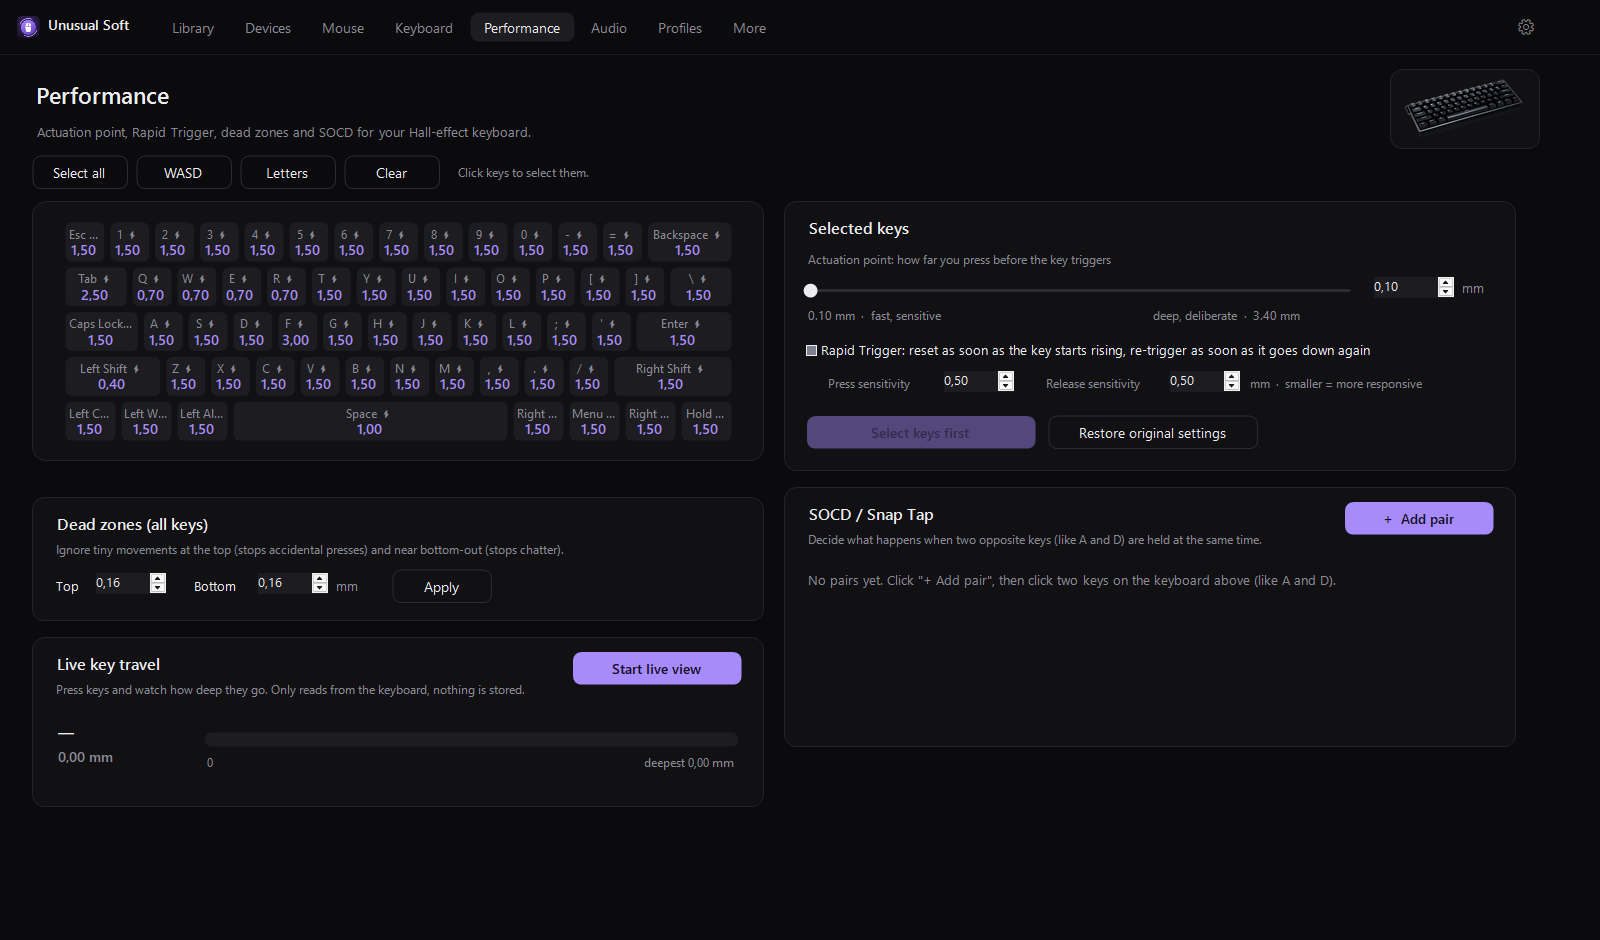 Unusual Soft
Library Devices Mouse Keyboard Performance Audio Profiles More
Performance
Actuation point, Rapid Trigger, dead zones and SOCD for your Hall-effect keyboard.
Select all WASD Letters Clear Click keys to select them.
Esc ... 1 2 3 4 5 6 7 8 9 0 - = Backspace
1,50 1,50 1,50 1,50 1,50 1,50 1,50 1,50 1,50 1,50 1,50 1,50 1,50 1,50
Tab Q W E R T Y U I O P [ ] \
2,50 0,70 0,70 0,70 0,70 1,50 1,50 1,50 1,50 1,50 1,50 1,50 1,50 1,50
Caps Lock... A S D F G H J K L ; ' Enter
1,50 1,50 1,50 1,50 3,00 1,50 1,50 1,50 1,50 1,50 1,50 1,50 1,50
Left Shift Z X C V B N M , . / Right Shift
0,40 1,50 1,50 1,50 1,50 1,50 1,50 1,50 1,50 1,50 1,50 1,50
Left C... Left W... Left Al... Space Right ... Menu ... Right ... Hold ...
1,50 1,50 1,50 1,00 1,50 1,50 1,50 1,50
Selected keys
Actuation point: how far you press before the key triggers
0,10 mm
0.10 mm · fast, sensitive deep, deliberate · 3.40 mm
Rapid Trigger: reset as soon as the key starts rising, re-trigger as soon as it goes down again
Press sensitivity 0,50 Release sensitivity 0,50 mm · smaller = more responsive
Select keys first Restore original settings
Dead zones (all keys)
Ignore tiny movements at the top (stops accidental presses) and near bottom-out (stops chatter).
Top 0,16 Bottom 0,16 mm Apply
SOCD / Snap Tap + Add pair
Decide what happens when two opposite keys (like A and D) are held at the same time.
No pairs yet. Click "+ Add pair", then click two keys on the keyboard above (like A and D).
Live key travel Start live view
Press keys and watch how deep they go. Only reads from the keyboard, nothing is stored.
—
0,00 mm
0 deepest 0,00 mm